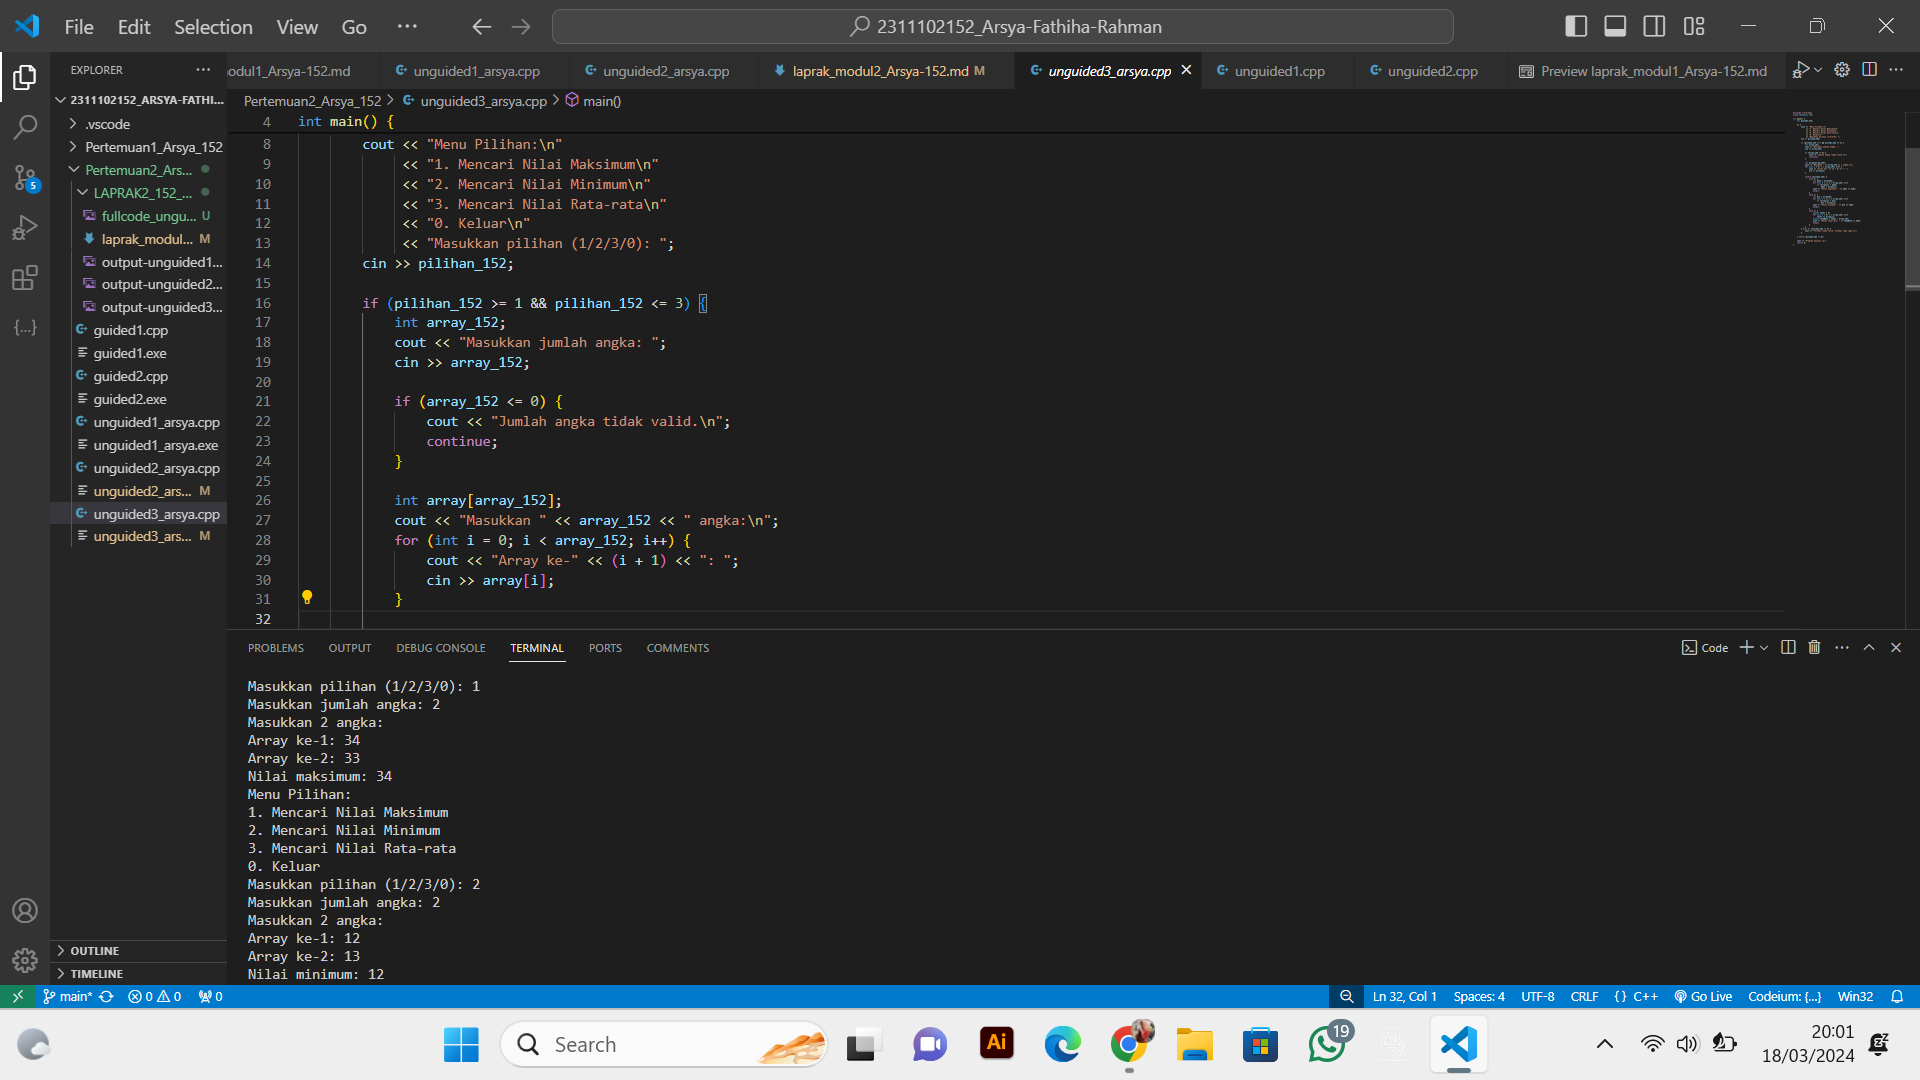 File Edit Selection View Go ··· 2311102152_Arsya-Fathiha-Rahman
EXPLORER ···
odul1_Arsya-152.md unguided1_arsya.cpp unguided2_arsya.cpp laprak_modul2_Arsya-152.md M unguided3_arsya.cpp unguided1.cpp unguided2.cpp Preview laprak_modul1_Arsya-152.md
Pertemuan2_Arsya_152 > unguided3_arsya.cpp > main()
2311102152_ARSYA-FATHI...
.vscode
Pertemuan1_Arsya_152
Pertemuan2_Ars...
LAPRAK2_152_...
fullcode_ungu... U
laprak_modul... M
output-unguided1...
output-unguided2...
output-unguided3...
guided1.cpp
guided1.exe
guided2.cpp
guided2.exe
unguided1_arsya.cpp
unguided1_arsya.exe
unguided2_arsya.cpp
unguided2_ars... M
unguided3_arsya.cpp
unguided3_ars... M
OUTLINE
TIMELINE
5
4 int main() {
8 cout << "Menu Pilihan:\n"
9 << "1. Mencari Nilai Maksimum\n"
10 << "2. Mencari Nilai Minimum\n"
11 << "3. Mencari Nilai Rata-rata\n"
12 << "0. Keluar\n"
13 << "Masukkan pilihan (1/2/3/0): ";
14 cin >> pilihan_152;
15
16 if (pilihan_152 >= 1 && pilihan_152 <= 3) {
17 int array_152;
18 cout << "Masukkan jumlah angka: ";
19 cin >> array_152;
20
21 if (array_152 <= 0) {
22 cout << "Jumlah angka tidak valid.\n";
23 continue;
24 }
25
26 int array[array_152];
27 cout << "Masukkan " << array_152 << " angka:\n";
28 for (int i = 0; i < array_152; i++) {
29 cout << "Array ke-" << (i + 1) << ": ";
30 cin >> array[i];
31 }
32
PROBLEMS OUTPUT DEBUG CONSOLE TERMINAL PORTS COMMENTS Code
Masukkan pilihan (1/2/3/0): 1
Masukkan jumlah angka: 2
Masukkan 2 angka:
Array ke-1: 34
Array ke-2: 33
Nilai maksimum: 34
Menu Pilihan:
1. Mencari Nilai Maksimum
2. Mencari Nilai Minimum
3. Mencari Nilai Rata-rata
0. Keluar
Masukkan pilihan (1/2/3/0): 2
Masukkan jumlah angka: 2
Masukkan 2 angka:
Array ke-1: 12
Array ke-2: 13
Nilai minimum: 12
main* 0 0 0 Ln 32, Col 1 Spaces: 4 UTF-8 CRLF {} C++ Go Live Codeium: {...} Win32
Search Ai 19 20:01
18/03/2024